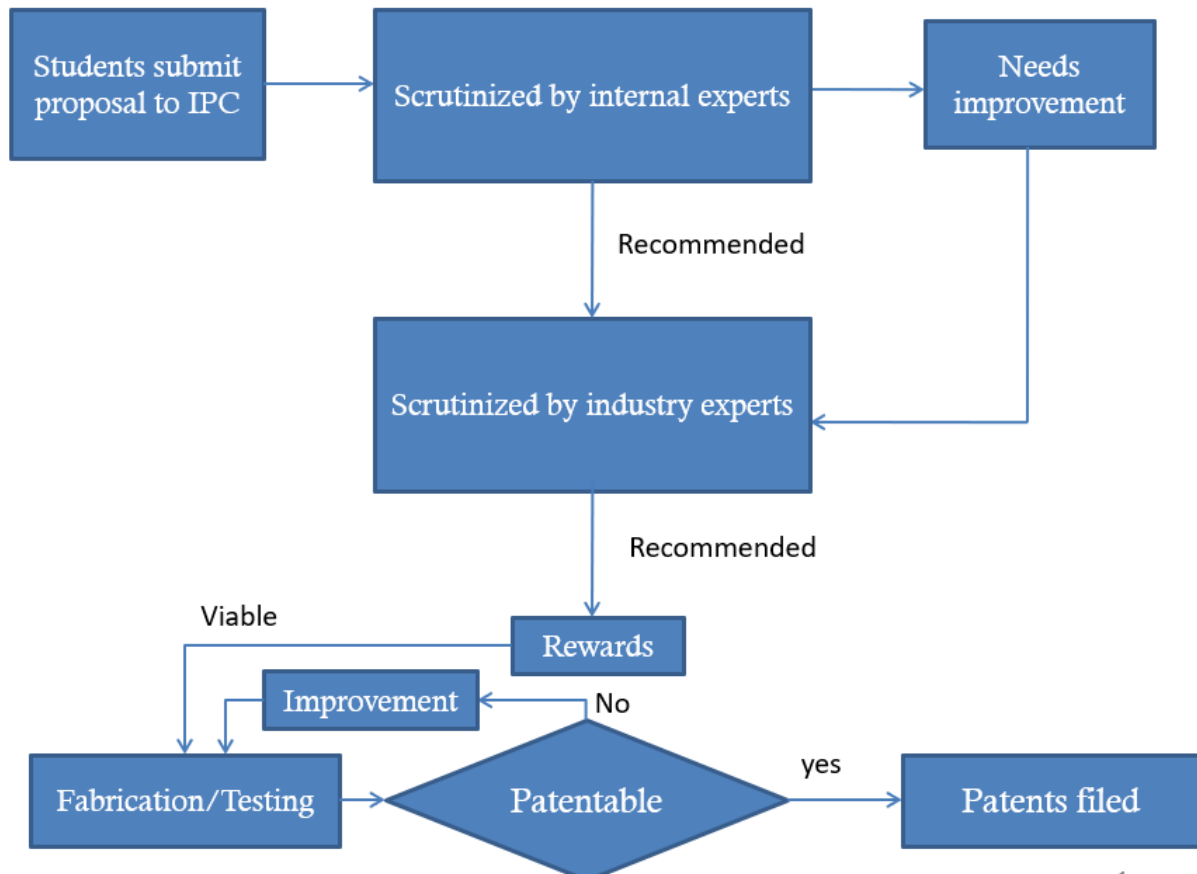 Students submit
proposal to IPC
Scrutinized by internal experts
Needs
improvement
Recommended
Scrutinized by industry experts
Recommended
Viable
Rewards
Improvement
No
Fabrication/Testing
Patentable
yes
Patents filed